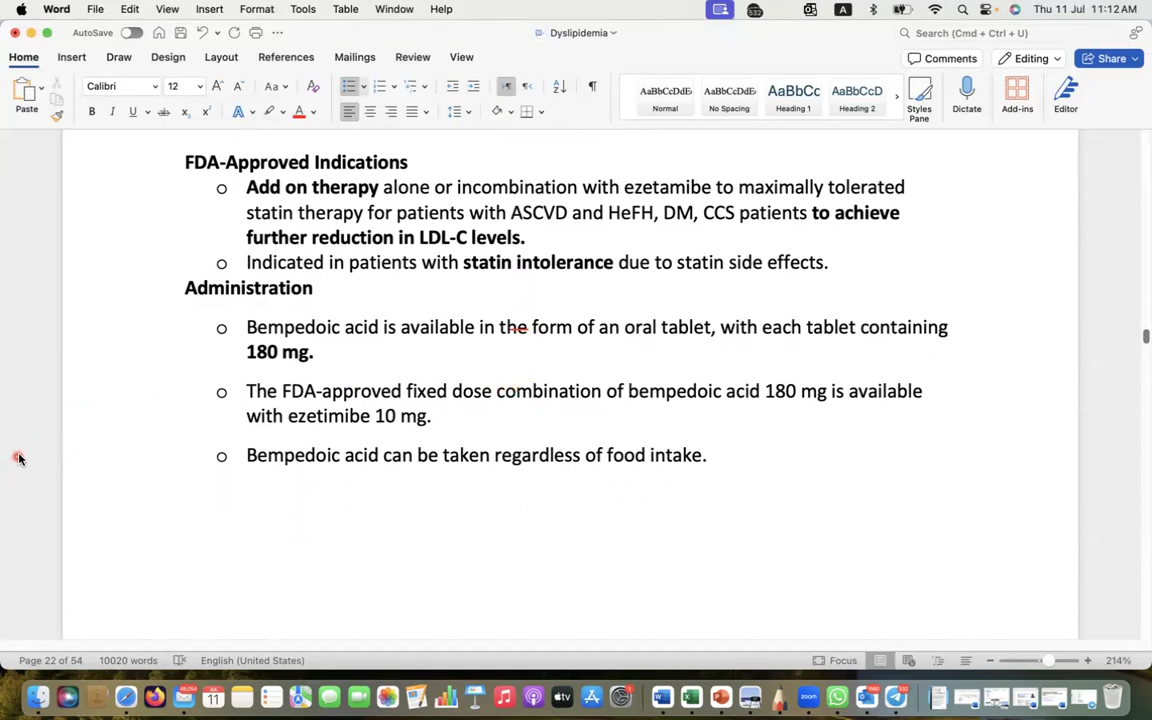 Word File Edit View Insert Format Tools Table Window Help Thu 11 Jul 11:12 AM
AutoSave Dyslipidemia Search (Cmd + Ctrl + U)
Home Insert Draw Design Layout References Mailings Review View Comments Editing Share
Paste Calibri 12 AaBbCcDdE AaBbCcDdE AaBbCc AaBbCcD
Normal No Spacing Heading 1 Heading 2 Styles Pane Dictate Add-ins Editor
FDA-Approved Indications
o Add on therapy alone or incombination with ezetamibe to maximally tolerated
statin therapy for patients with ASCVD and HeFH, DM, CCS patients to achieve
further reduction in LDL-C levels.
o Indicated in patients with statin intolerance due to statin side effects.
Administration
o Bempedoic acid is available in the form of an oral tablet, with each tablet containing
180 mg.
o The FDA-approved fixed dose combination of bempedoic acid 180 mg is available
with ezetimibe 10 mg.
o Bempedoic acid can be taken regardless of food intake.
Page 22 of 54 10020 words English (United States) Focus 214%